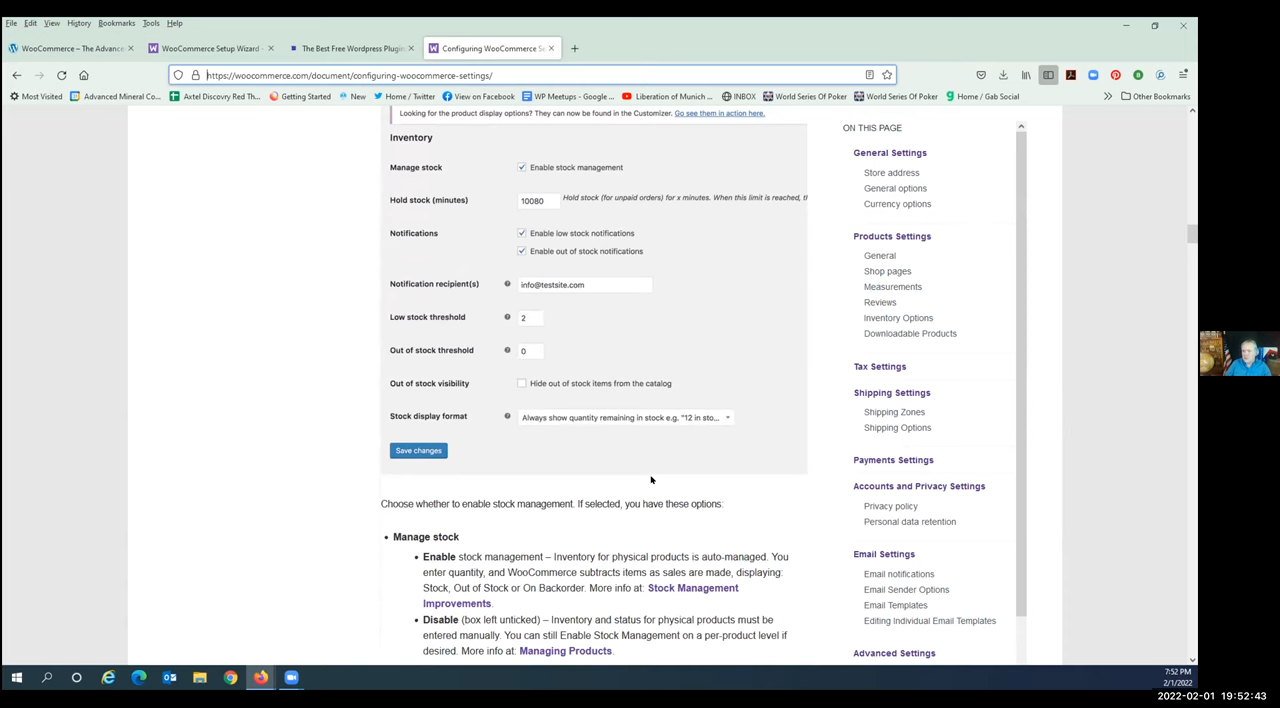 File Edit View History Bookmarks Tools Help
WooCommerce – The Advance
WooCommerce Setup Wizard -
The Best Free Wordpress Plugin
Configuring WooCommerce Se
https://woocommerce.com/document/configuring-woocommerce-settings/
Most Visited Advanced Mineral Co... Axtel Discovry Red Th... Getting Started New Home / Twitter View on Facebook WP Meetups - Google ... Liberation of Munich ... INBOX World Series Of Poker World Series Of Poker Home / Gab Social Other Bookmarks
Looking for the product display options? They can now be found in the Customizer. Go see them in action here.
Inventory
Manage stock Enable stock management
Hold stock (minutes) 10080 Hold stock (for unpaid orders) for x minutes. When this limit is reached,
Notifications Enable low stock notifications
Enable out of stock notifications
Notification recipient(s) info@testsite.com
Low stock threshold 2
Out of stock threshold 0
Out of stock visibility Hide out of stock items from the catalog
Stock display format Always show quantity remaining in stock e.g. "12 in sto...
Save changes
Choose whether to enable stock management. If selected, you have these options:
Manage stock
Enable stock management – Inventory for physical products is auto-managed. You
enter quantity, and WooCommerce subtracts items as sales are made, displaying:
Stock, Out of Stock or On Backorder. More info at: Stock Management
Improvements.
Disable (box left unticked) – Inventory and status for physical products must be
entered manually. You can still Enable Stock Management on a per-product level if
desired. More info at: Managing Products.
ON THIS PAGE
General Settings
Store address
General options
Currency options
Products Settings
General
Shop pages
Measurements
Reviews
Inventory Options
Downloadable Products
Tax Settings
Shipping Settings
Shipping Zones
Shipping Options
Payments Settings
Accounts and Privacy Settings
Privacy policy
Personal data retention
Email Settings
Email notifications
Email Sender Options
Email Templates
Editing Individual Email Templates
Advanced Settings
7:52 PM
2/1/2022
2022-02-01 19:52:43